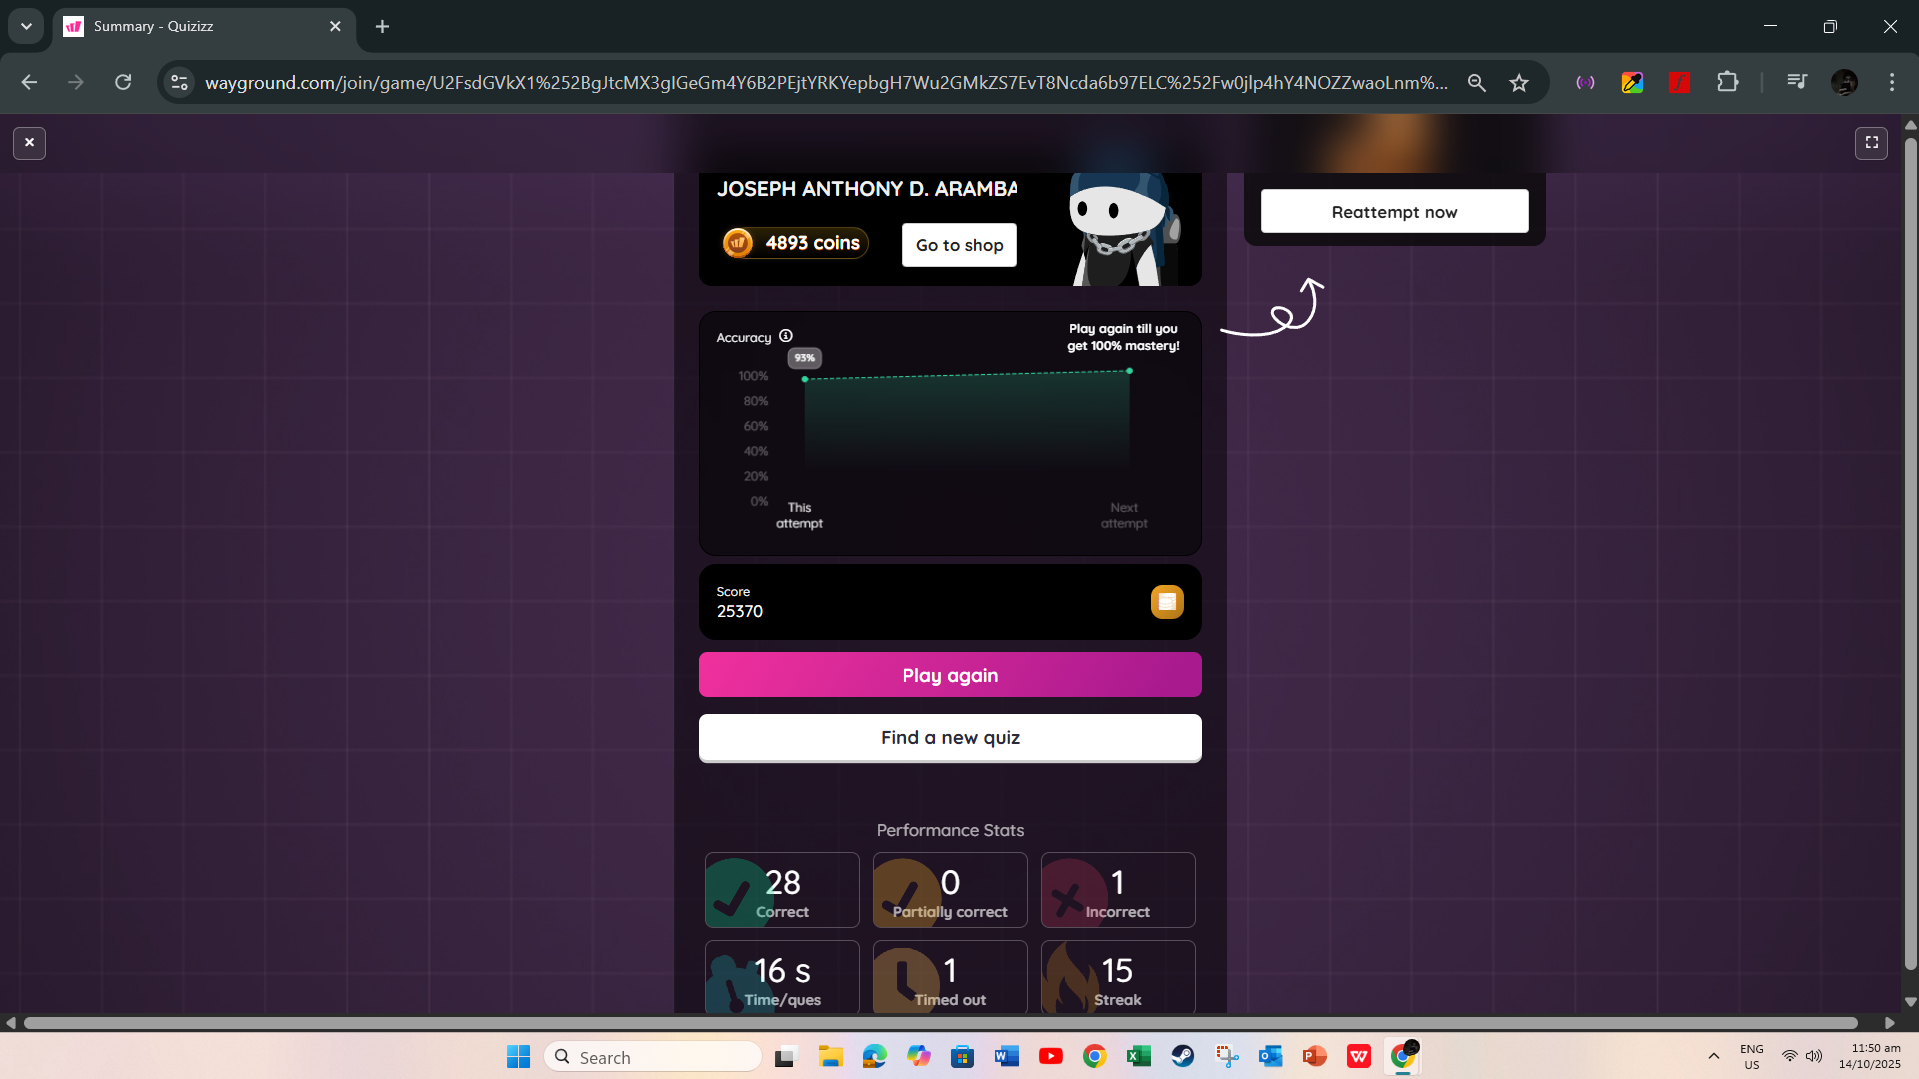 Summary - Quizizz
wayground.com/join/game/U2FsdGVkX1%252BgJtcMX3glGeGm4Y6B2PEjtYRKYepbgH7Wu2GMkZS7EvT8Ncda6b97ELC%252Fw0jlp4hY4NOZZwaoLnm%...
JOSEPH ANTHONY D. ARAMBA
4893 coins
Go to shop
Reattempt now
Accuracy
Play again till you
get 100% mastery!
93%
100%
80%
60%
40%
20%
0%
This
attempt
Next
attempt
Score
25370
Play again
Find a new quiz
Performance Stats
28
Correct
0
Partially correct
1
Incorrect
16 s
Time/ques
1
Timed out
15
Streak
Search
ENG
US
11:50 am
14/10/2025